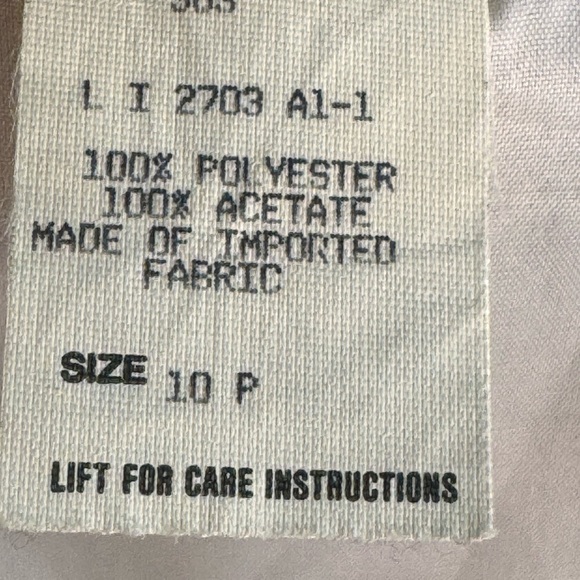 L I 2703 A1-1
100% POLYESTER
100% ACETATE
MADE OF IMPORTED
FABRIC
SIZE 10 P
LIFT FOR CARE INSTRUCTIONS